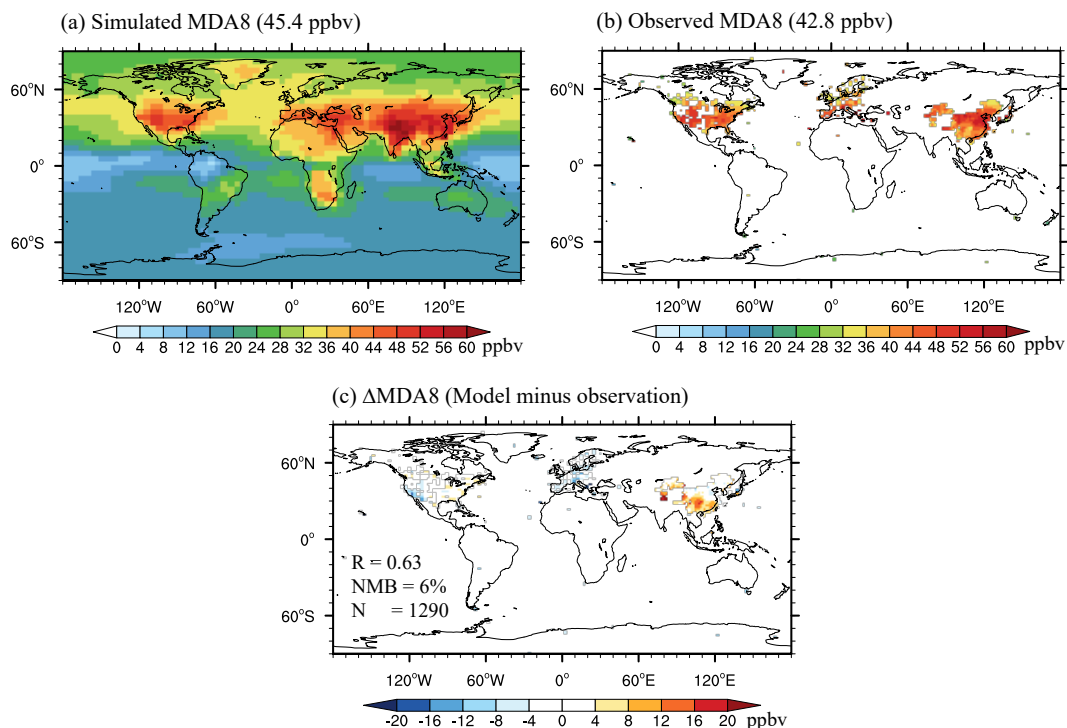 (a) Simulated MDA8 (45.4 ppbv)
60°N
0°
60°S
120°W 60°W 0° 60°E 120°E
0 4 8 12 16 20 24 28 32 36 40 44 48 52 56 60 ppbv
(b) Observed MDA8 (42.8 ppbv)
60°N
0°
60°S
120°W 60°W 0° 60°E 120°E
0 4 8 12 16 20 24 28 32 36 40 44 48 52 56 60 ppbv
(c) ΔMDA8 (Model minus observation)
60°N
0°
60°S
R = 0.63
NMB = 6%
N = 1290
120°W 60°W 0° 60°E 120°E
-20 -16 -12 -8 -4 0 4 8 12 16 20 ppbv